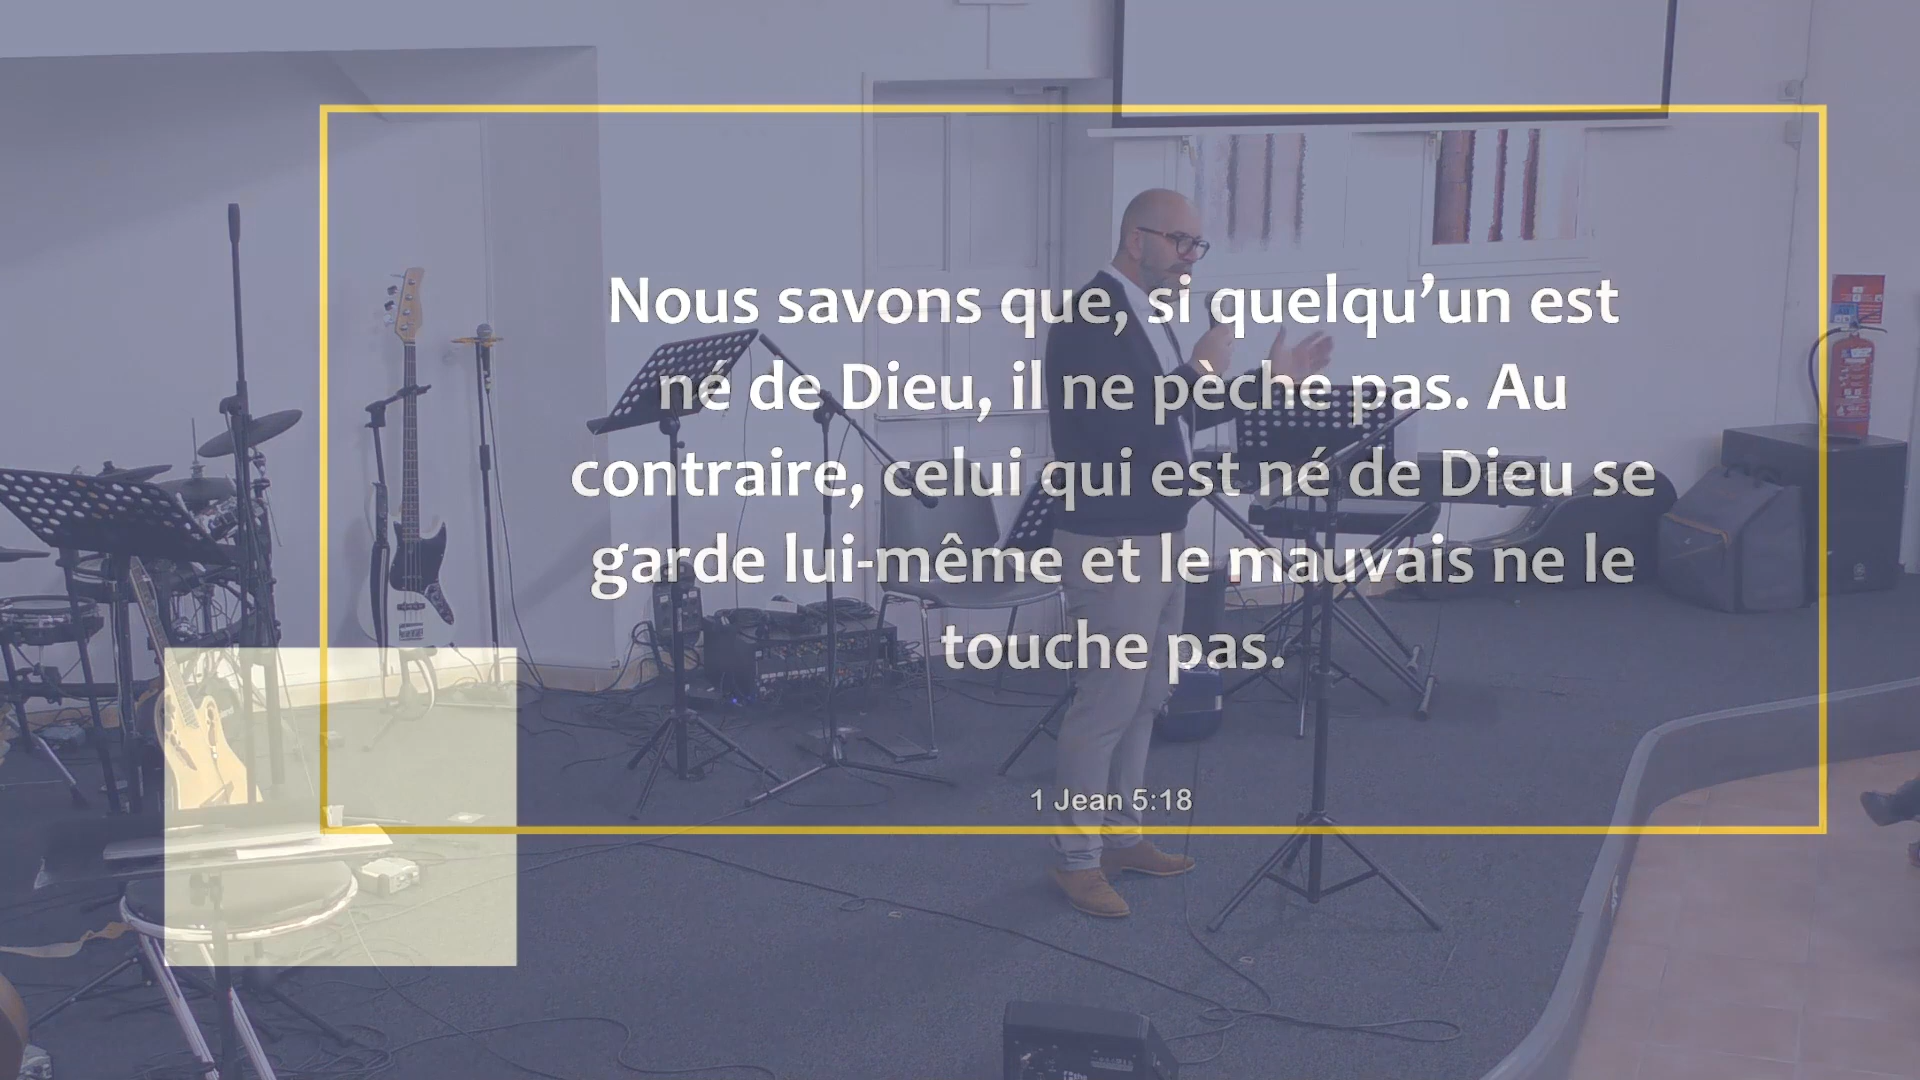 Nous savons que, si quelqu’un est
né de Dieu, il ne pèche pas. Au
contraire, celui qui est né de Dieu se
garde lui-même et le mauvais ne le
touche pas.
1 Jean 5:18